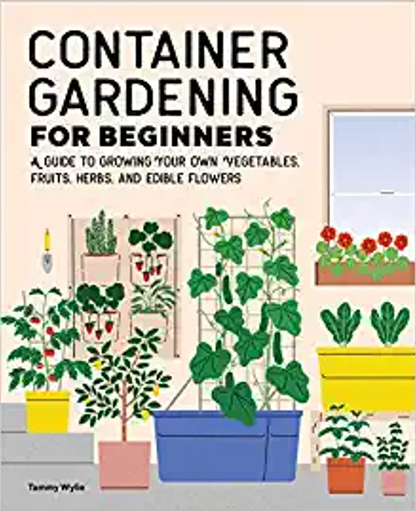 CONTAINER
GARDENING
FOR BEGINNERS
A GUIDE TO GROWING YOUR OWN VEGETABLES,
FRUITS, HERBS, AND EDIBLE FLOWERS
Tammy Wylie